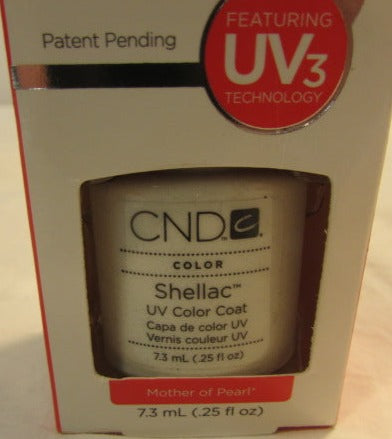 Patent Pending
FEATURING
UV3
TECHNOLOGY
CND™ c
COLOR
Shellac™
UV Color Coat
Capa de color UV
Vernis couleur UV
7.3 mL (.25 fl oz)
Mother of Pearl*
7.3 mL (.25 fl oz)